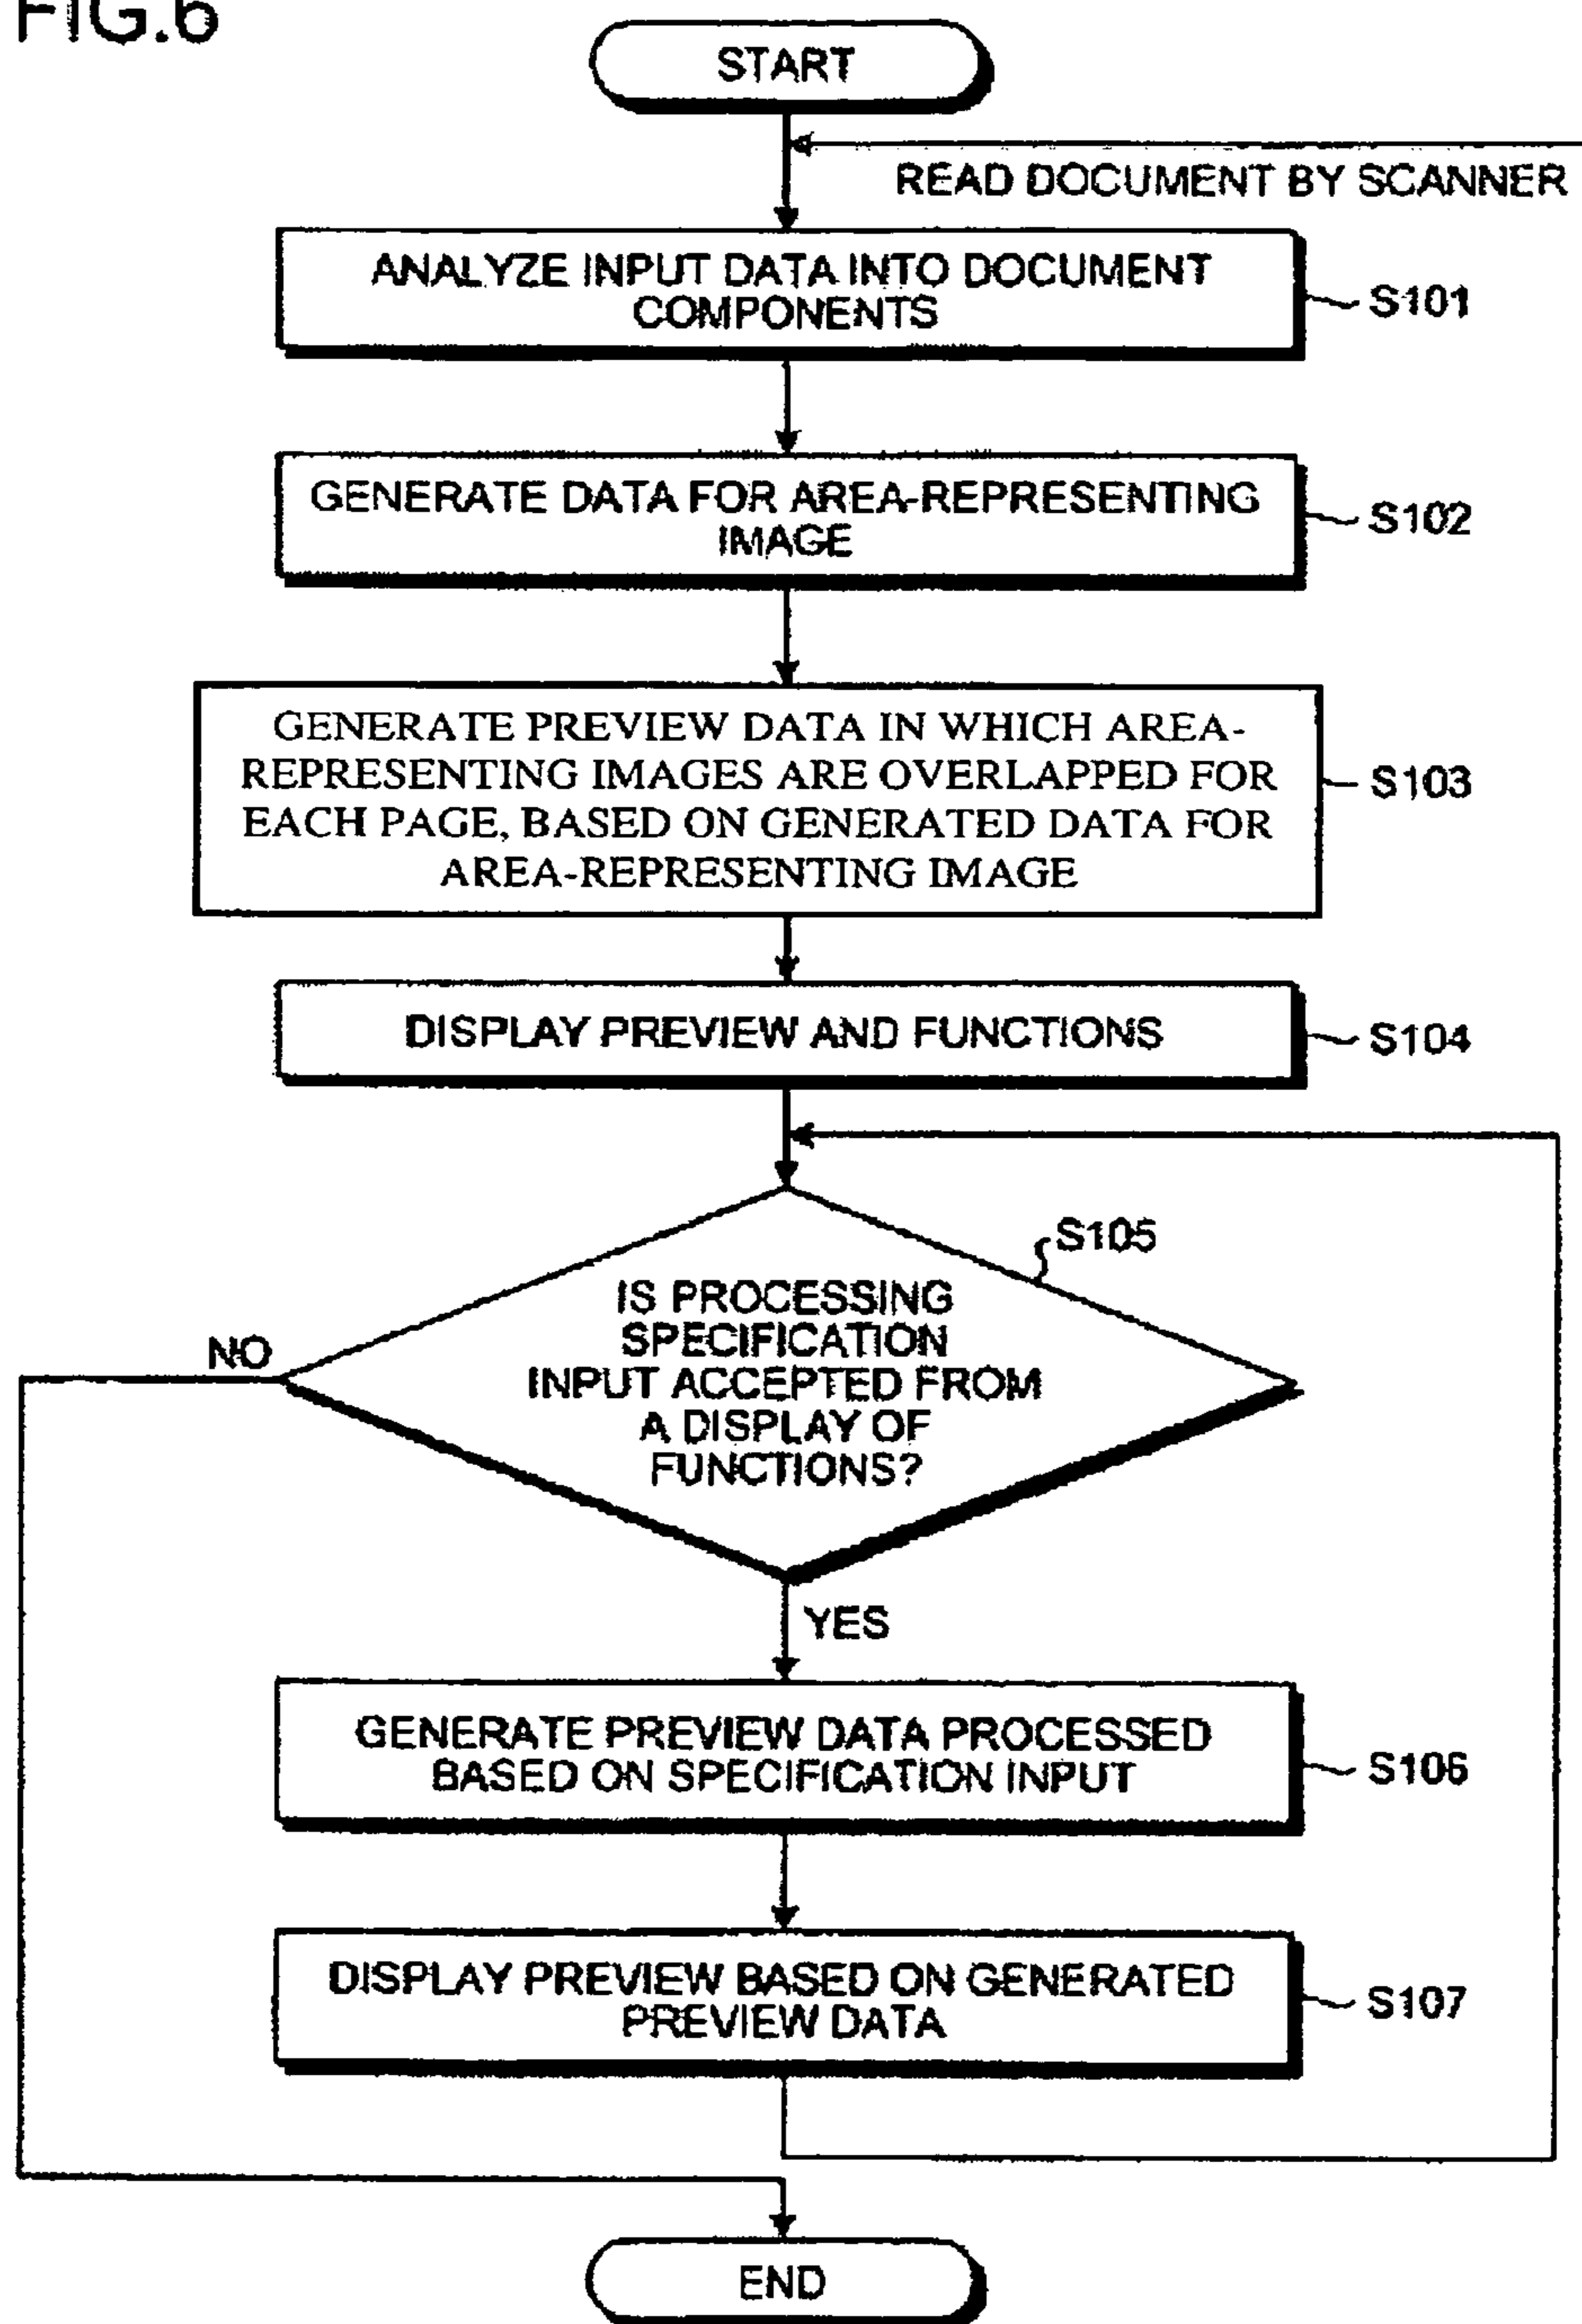 FIG.6
START
READ DOCUMENT BY SCANNER
ANALYZE INPUT DATA INTO DOCUMENT
COMPONENTS
S101
GENERATE DATA FOR AREA-REPRESENTING
IMAGE
S102
GENERATE PREVIEW DATA IN WHICH AREA-
REPRESENTING IMAGES ARE OVERLAPPED FOR
EACH PAGE, BASED ON GENERATED DATA FOR
AREA-REPRESENTING IMAGE
S103
DISPLAY PREVIEW AND FUNCTIONS
S104
S105
IS PROCESSING
SPECIFICATION
INPUT ACCEPTED FROM
A DISPLAY OF
FUNCTIONS?
NO
YES
GENERATE PREVIEW DATA PROCESSED
BASED ON SPECIFICATION INPUT
S106
DISPLAY PREVIEW BASED ON GENERATED
PREVIEW DATA
S107
END